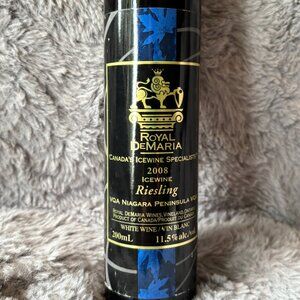 ROYAL
DEMARIA
CANADA'S ICEWINE SPECIALISTS
2008
ICEWINE
Riesling
VQA NIAGARA PENINSULA VQA
ROYAL DEMARIA WINES, VINELAND, ONTARIO
PRODUCT OF CANADA/PRODUIT DU CANADA
WHITE WINE / VIN BLANC
200mL 11.5% alc./vol.